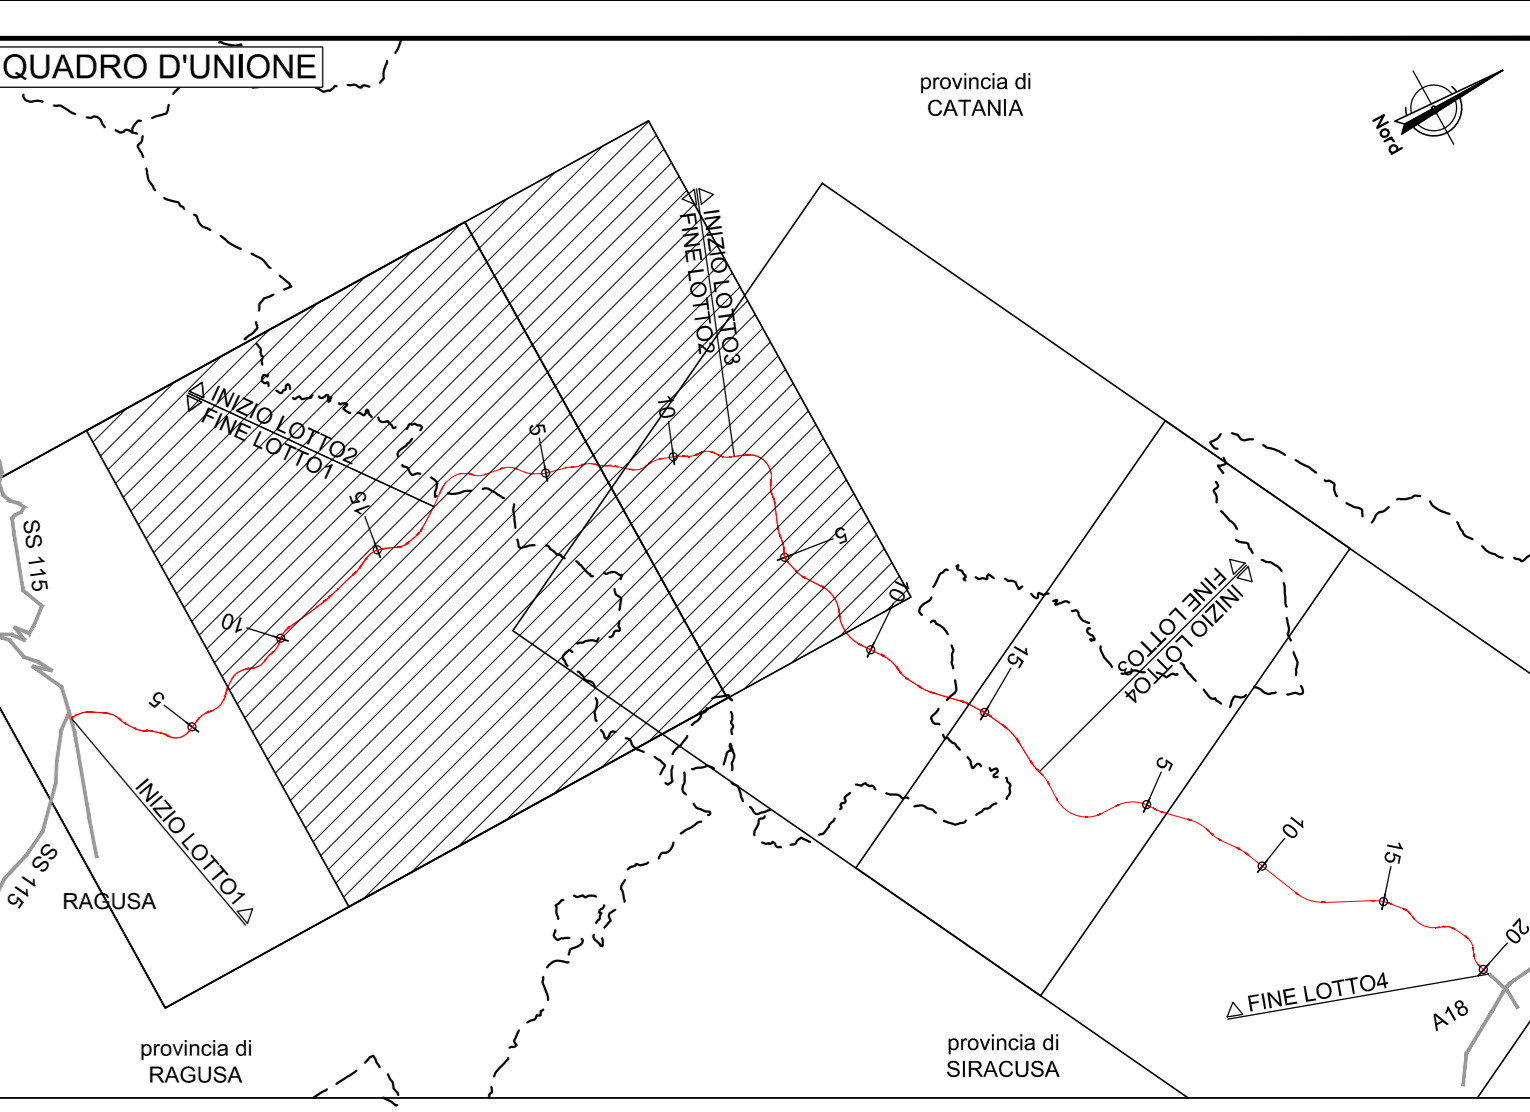 QUADRO D'UNIONE
provincia di
CATANIA
Nord
INIZIO LOTTO3
FINE LOTTO2
INIZIO LOTTO2
FINE LOTTO1
5
10
15
10
5
5
10
15
SS 115
FINE LOTTO3
INIZIO LOTTO4
5
10
15
20
INIZIO LOTTO1
SS 115
RAGUSA
FINE LOTTO4
A18
provincia di
RAGUSA
provincia di
SIRACUSA